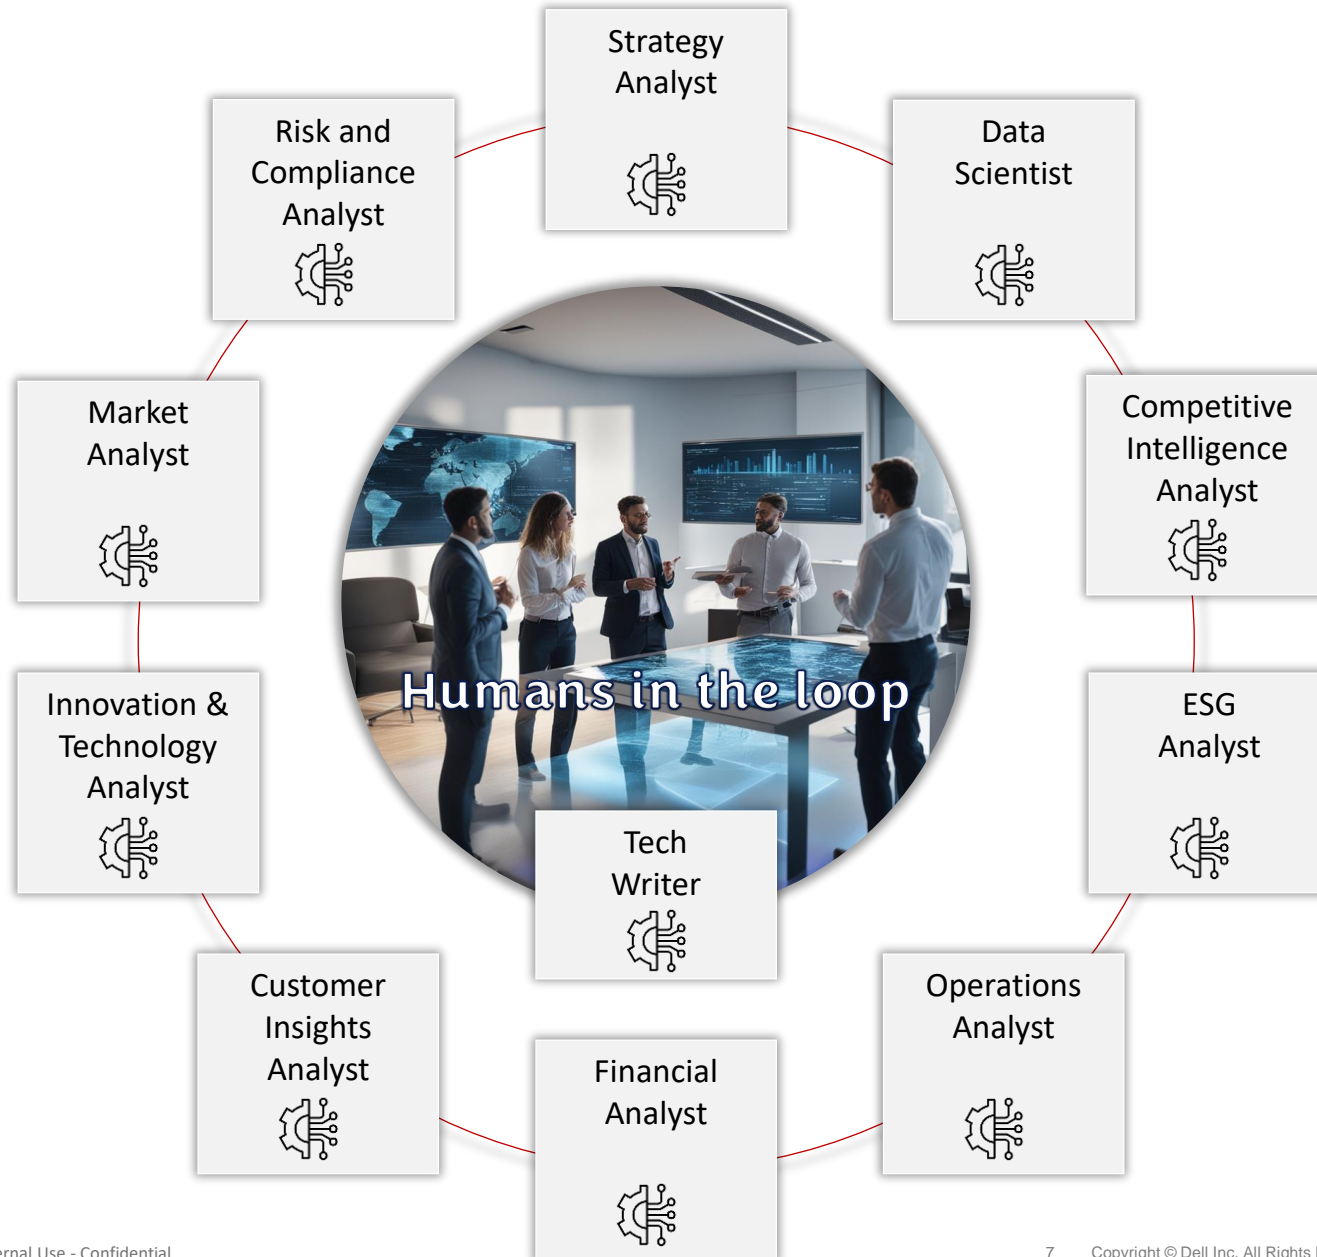 Strategy
Analyst
Risk and
Compliance
Analyst
Data
Scientist
Market
Analyst
Competitive
Intelligence
Analyst
Humans in the loop
Innovation &
Technology
Analyst
ESG
Analyst
Tech
Writer
Customer
Insights
Analyst
Operations
Analyst
Financial
Analyst
Use - Confidential
7 Copyright © Dell Inc. All Rights